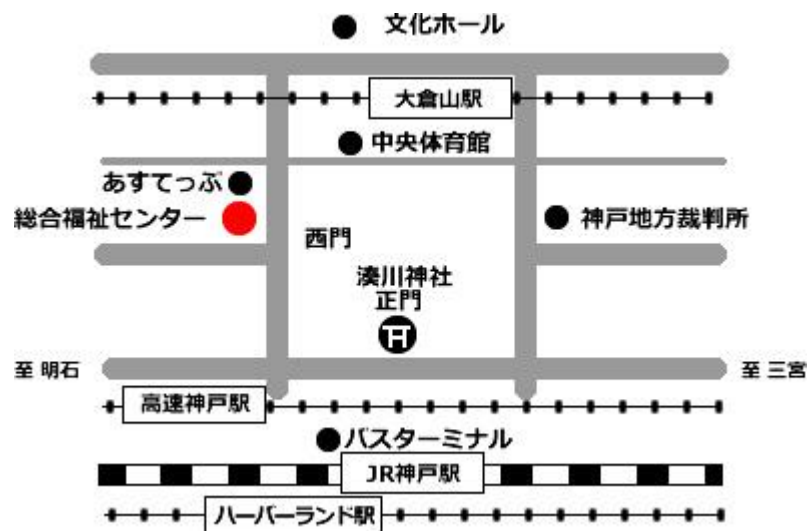 文化ホール
大倉山駅
中央体育館
あすてっぷ
総合福祉センター
神戸地方裁判所
西門
湊川神社
正門
至 明石
至 三宮
高速神戸駅
バスターミナル
JR神戸駅
ハーバーランド駅